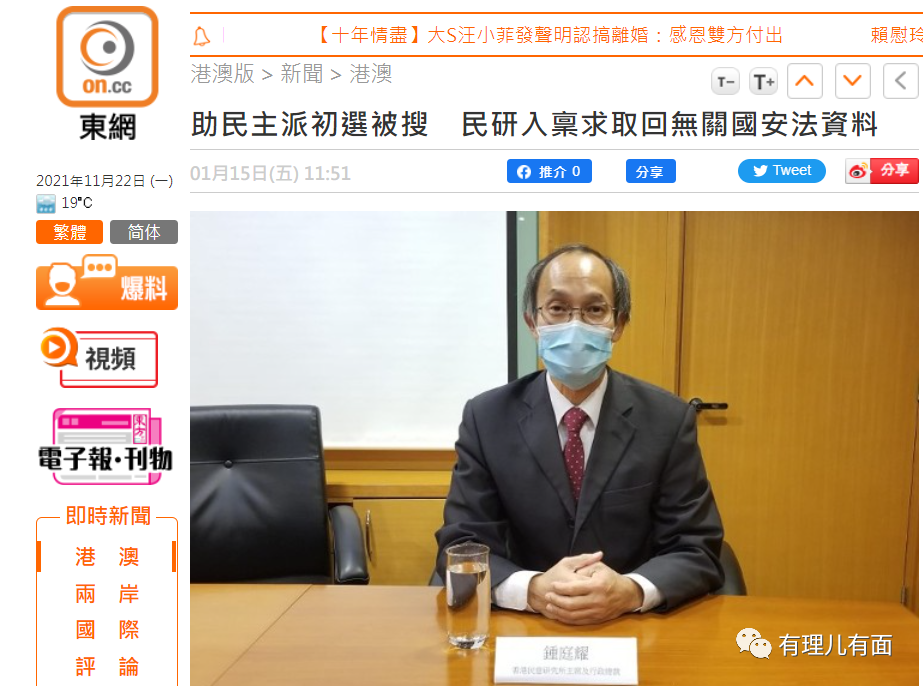 on.cc
東網
2021年11月22日 (一)
19°C
繁體
简体
爆料
視頻
東方
電子報·刊物
即時新聞
港澳
兩岸
國際
評論
【十年情盡】大S汪小菲發聲明認搞離婚：感恩雙方付出
賴慰玲
港澳版 > 新聞 > 港澳
T-
T+
助民主派初選被搜　民研入稟求取回無關國安法資料
01月15日(五) 11:51
推介 0
分享
Tweet
分享
鍾庭耀
香港民意研究所主席及行政總裁
有理儿有面